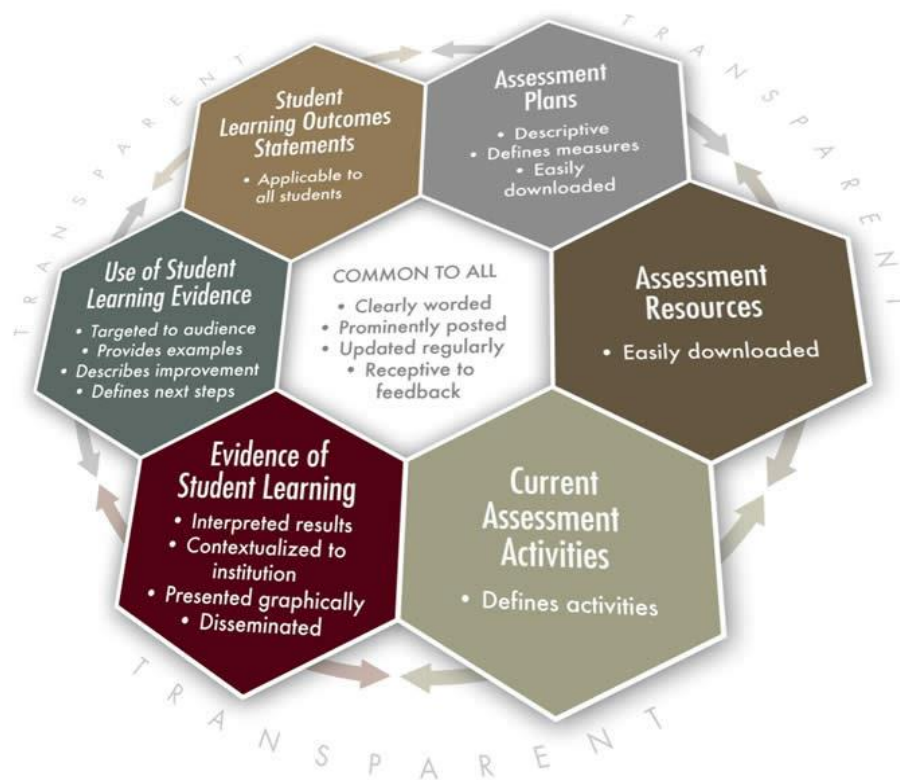 TRANSPARENT
TRANSPARENT
Student
Learning Outcomes
Statements
• Applicable to
all students
Assessment
Plans
• Descriptive
• Defines measures
• Easily
downloaded
Use of Student
Learning Evidence
• Targeted to audience
• Provides examples
• Describes improvement
• Defines next steps
COMMON TO ALL
• Clearly worded
• Prominently posted
• Updated regularly
• Receptive to
feedback
Assessment
Resources
• Easily downloaded
Evidence of
Student Learning
• Interpreted results
• Contextualized to
institution
• Presented graphically
• Disseminated
Current
Assessment
Activities
• Defines activities
TRANSPARENT